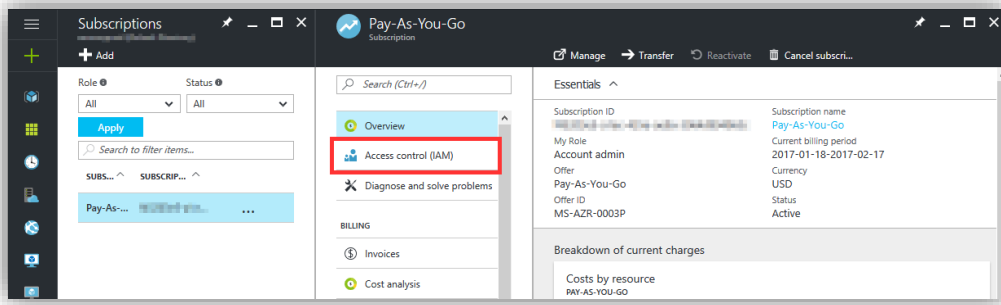 Subscriptions
Add
Role
Status
All
All
Apply
Search to filter items...
SUBS...
SUBSCRIP...
Pay-As-...
...
Pay-As-You-Go
Subscription
Search (Ctrl+/)
Overview
Access control (IAM)
Diagnose and solve problems
BILLING
Invoices
Cost analysis
Manage
Transfer
Reactivate
Cancel subscri...
Essentials
Subscription ID
Subscription name
Pay-As-You-Go
My Role
Current billing period
Account admin
2017-01-18-2017-02-17
Offer
Currency
Pay-As-You-Go
USD
Offer ID
Status
MS-AZR-0003P
Active
Breakdown of current charges
Costs by resource
PAY-AS-YOU-GO